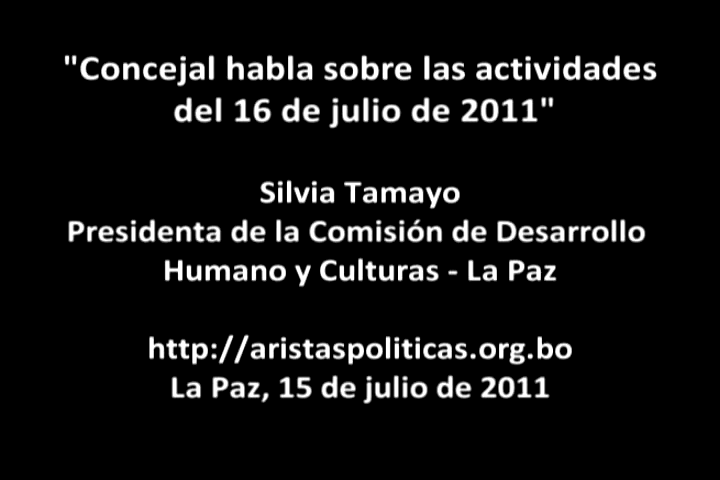 "Concejal habla sobre las actividades
del 16 de julio de 2011"
Silvia Tamayo
Presidenta de la Comisión de Desarrollo
Humano y Culturas - La Paz
http://aristaspoliticas.org.bo
La Paz, 15 de julio de 2011